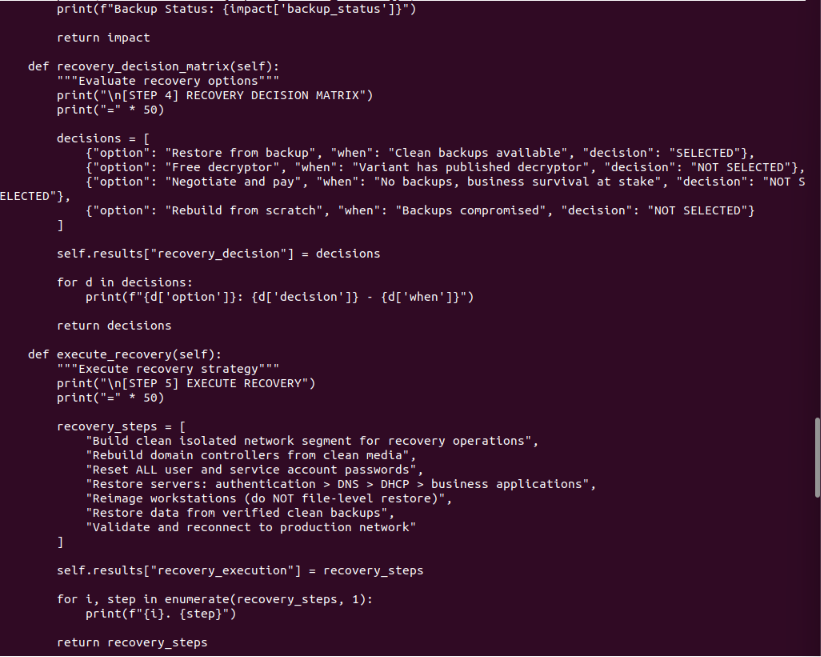 print(f"Backup Status: {impact['backup_status']}")

        return impact

    def recovery_decision_matrix(self):
        """Evaluate recovery options"""
        print("\n[STEP 4] RECOVERY DECISION MATRIX")
        print("=" * 50)

        decisions = [
            {"option": "Restore from backup", "when": "Clean backups available", "decision": "SELECTED"},
            {"option": "Free decryptor", "when": "Variant has published decryptor", "decision": "NOT SELECTED"},
            {"option": "Negotiate and pay", "when": "No backups, business survival at stake", "decision": "NOT S
ELECTED"},
            {"option": "Rebuild from scratch", "when": "Backups compromised", "decision": "NOT SELECTED"}
        ]

        self.results["recovery_decision"] = decisions

        for d in decisions:
            print(f"{d['option']}: {d['decision']} - {d['when']}")

        return decisions

    def execute_recovery(self):
        """Execute recovery strategy"""
        print("\n[STEP 5] EXECUTE RECOVERY")
        print("=" * 50)

        recovery_steps = [
            "Build clean isolated network segment for recovery operations",
            "Rebuild domain controllers from clean media",
            "Reset ALL user and service account passwords",
            "Restore servers: authentication > DNS > DHCP > business applications",
            "Reimage workstations (do NOT file-level restore)",
            "Restore data from verified clean backups",
            "Validate and reconnect to production network"
        ]

        self.results["recovery_execution"] = recovery_steps

        for i, step in enumerate(recovery_steps, 1):
            print(f"{i}. {step}")

        return recovery_steps